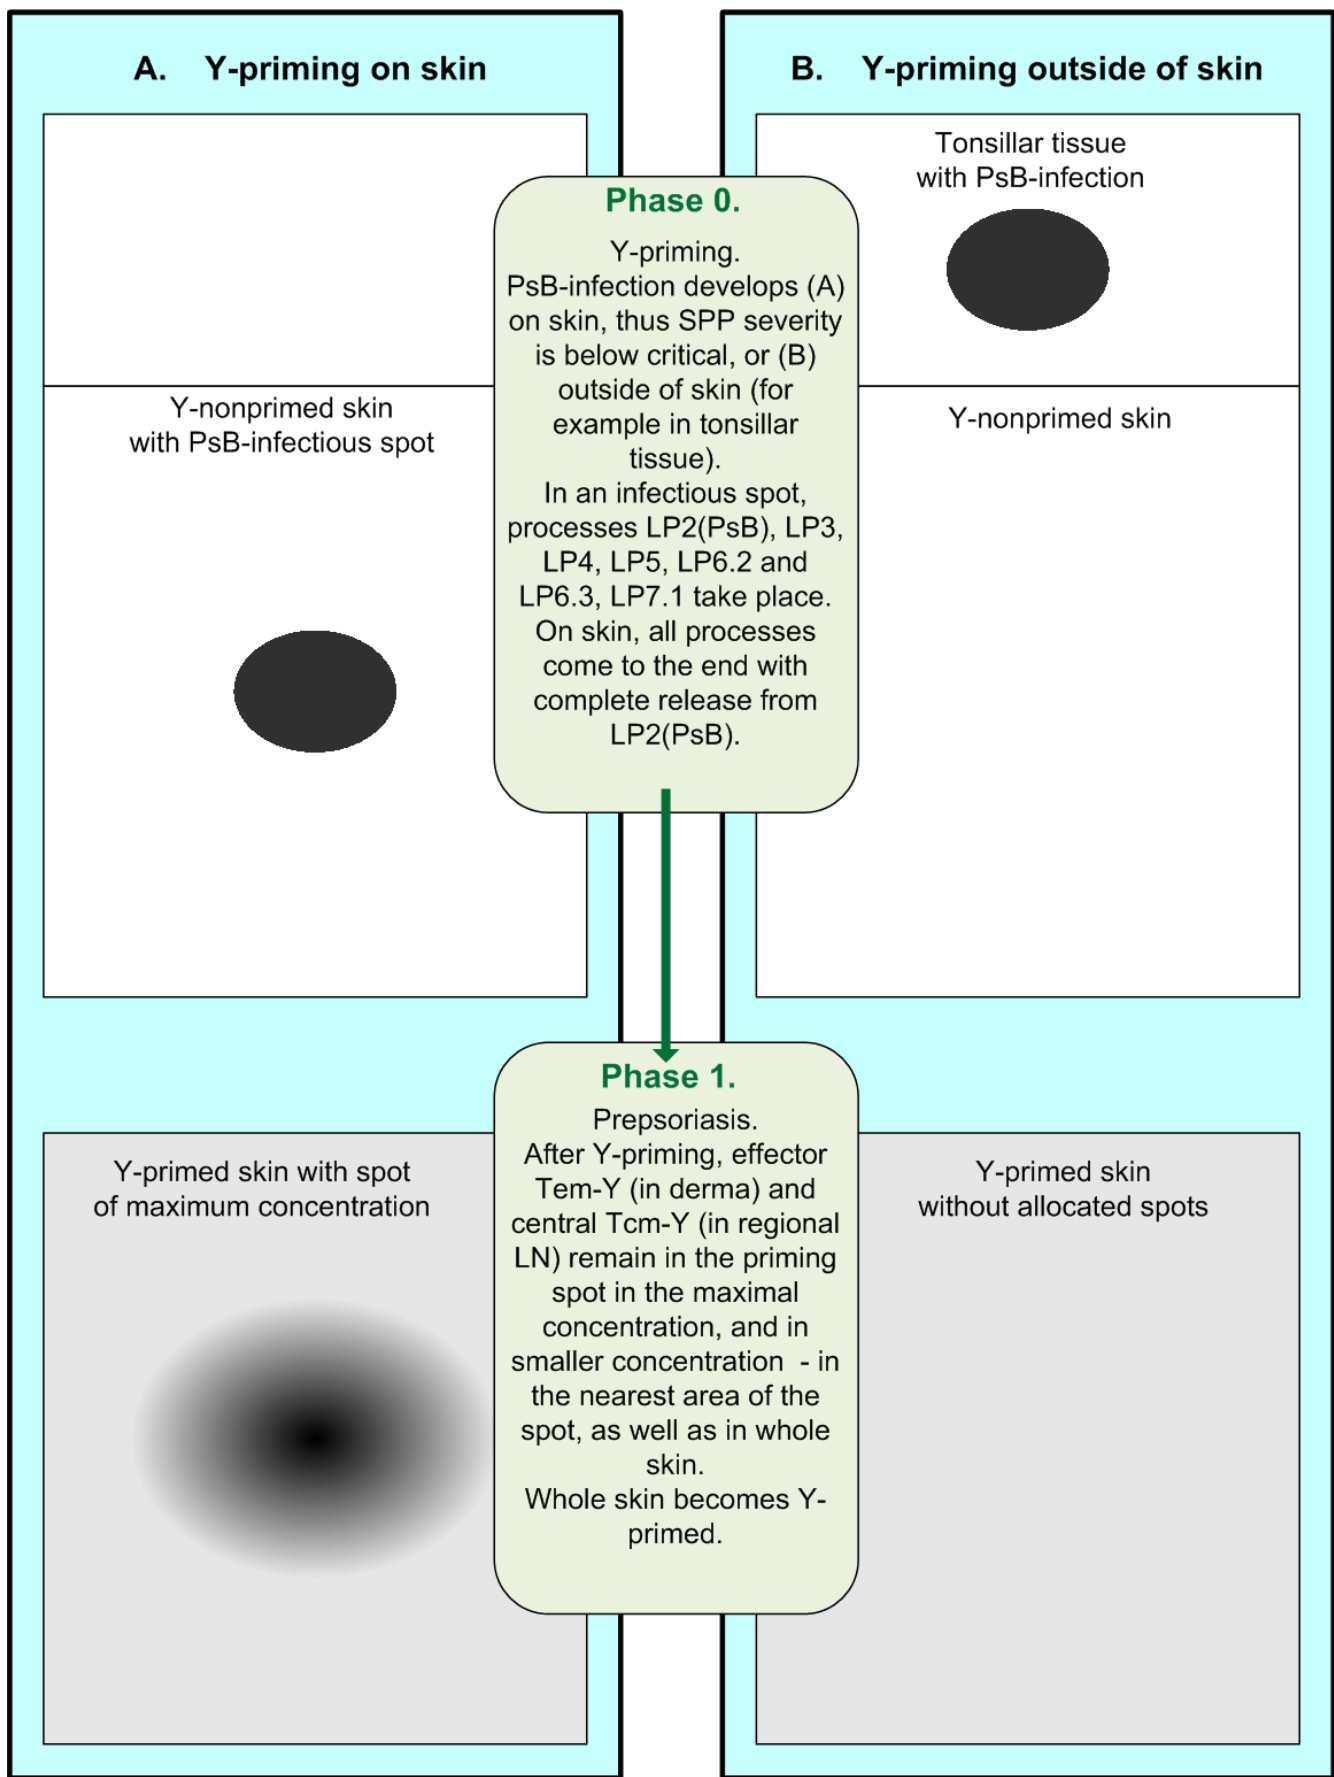 A. Y-priming on skin
B. Y-priming outside of skin
Tonsillar tissue
with PsB-infection
Phase 0.
Y-priming.
PsB-infection develops (A)
on skin, thus SPP severity
is below critical, or (B)
outside of skin (for
example in tonsillar
tissue).
In an infectious spot,
processes LP2(PsB), LP3,
LP4, LP5, LP6.2 and
LP6.3, LP7.1 take place.
On skin, all processes
come to the end with
complete release from
LP2(PsB).
Y-nonprimed skin
with PsB-infectious spot
Y-nonprimed skin
Phase 1.
Prepsoriasis.
After Y-priming, effector
Tem-Y (in derma) and
central Tcm-Y (in regional
LN) remain in the priming
spot in the maximal
concentration, and in
smaller concentration - in
the nearest area of the
spot, as well as in whole
skin.
Whole skin becomes Y-
primed.
Y-primed skin with spot
of maximum concentration
Y-primed skin
without allocated spots